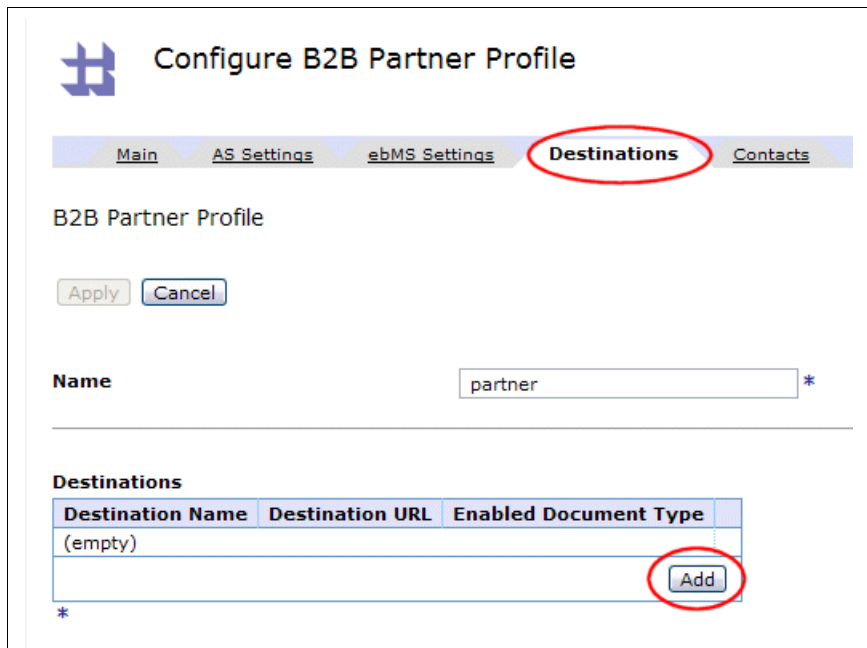 Configure B2B Partner Profile
Main AS Settings ebMS Settings Destinations Contacts
B2B Partner Profile
Apply Cancel
Name partner *
Destinations
Destination Name Destination URL Enabled Document Type
(empty)
Add
*